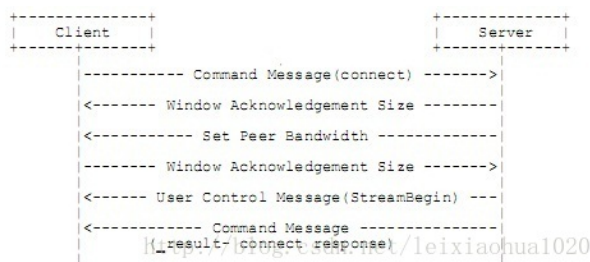 Client Server
Command Message(connect)
Window Acknowledgement Size
Set Peer Bandwidth
Window Acknowledgement Size
User Control Message(StreamBegin)
Command Message
(_result- connect response)
http://blog.csdn.net/leixiaohua1020